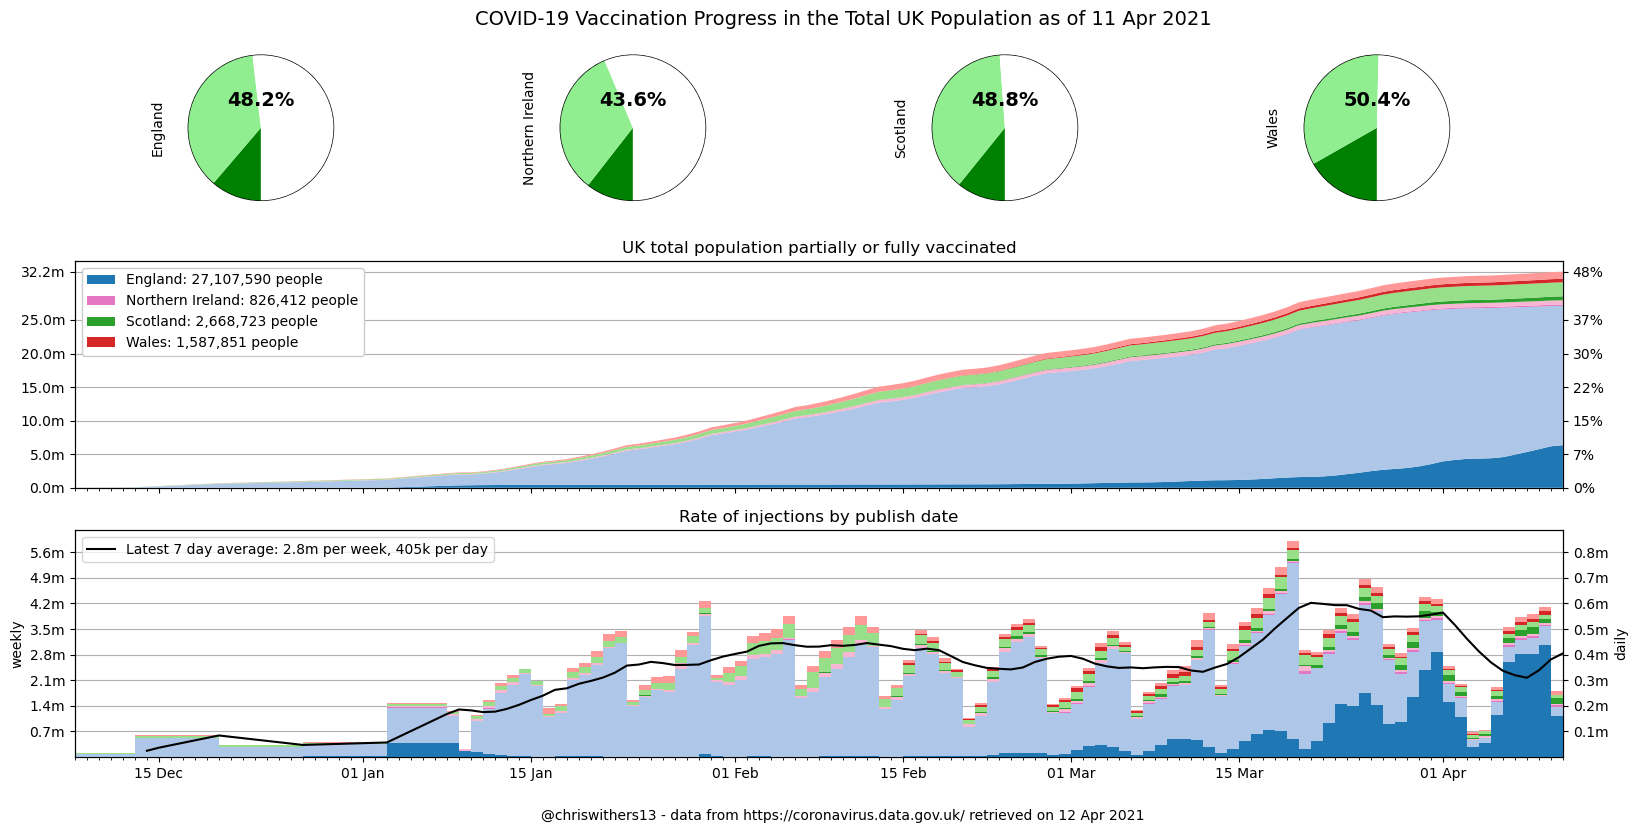 COVID-19 Vaccination Progress in the Total UK Population as of 11 Apr 2021
England
48.2%
Northern Ireland
43.6%
Scotland
48.8%
Wales
50.4%
UK total population partially or fully vaccinated
England: 27,107,590 people
Northern Ireland: 826,412 people
Scotland: 2,668,723 people
Wales: 1,587,851 people
32.2m
25.0m
20.0m
15.0m
10.0m
5.0m
0.0m
48%
37%
30%
22%
15%
7%
0%
Rate of injections by publish date
Latest 7 day average: 2.8m per week, 405k per day
weekly
5.6m
4.9m
4.2m
3.5m
2.8m
2.1m
1.4m
0.7m
0.8m
0.7m
0.6m
0.5m
0.4m
0.3m
0.2m
0.1m
daily
15 Dec
01 Jan
15 Jan
01 Feb
15 Feb
01 Mar
15 Mar
01 Apr
@chriswithers13 - data from https://coronavirus.data.gov.uk/ retrieved on 12 Apr 2021